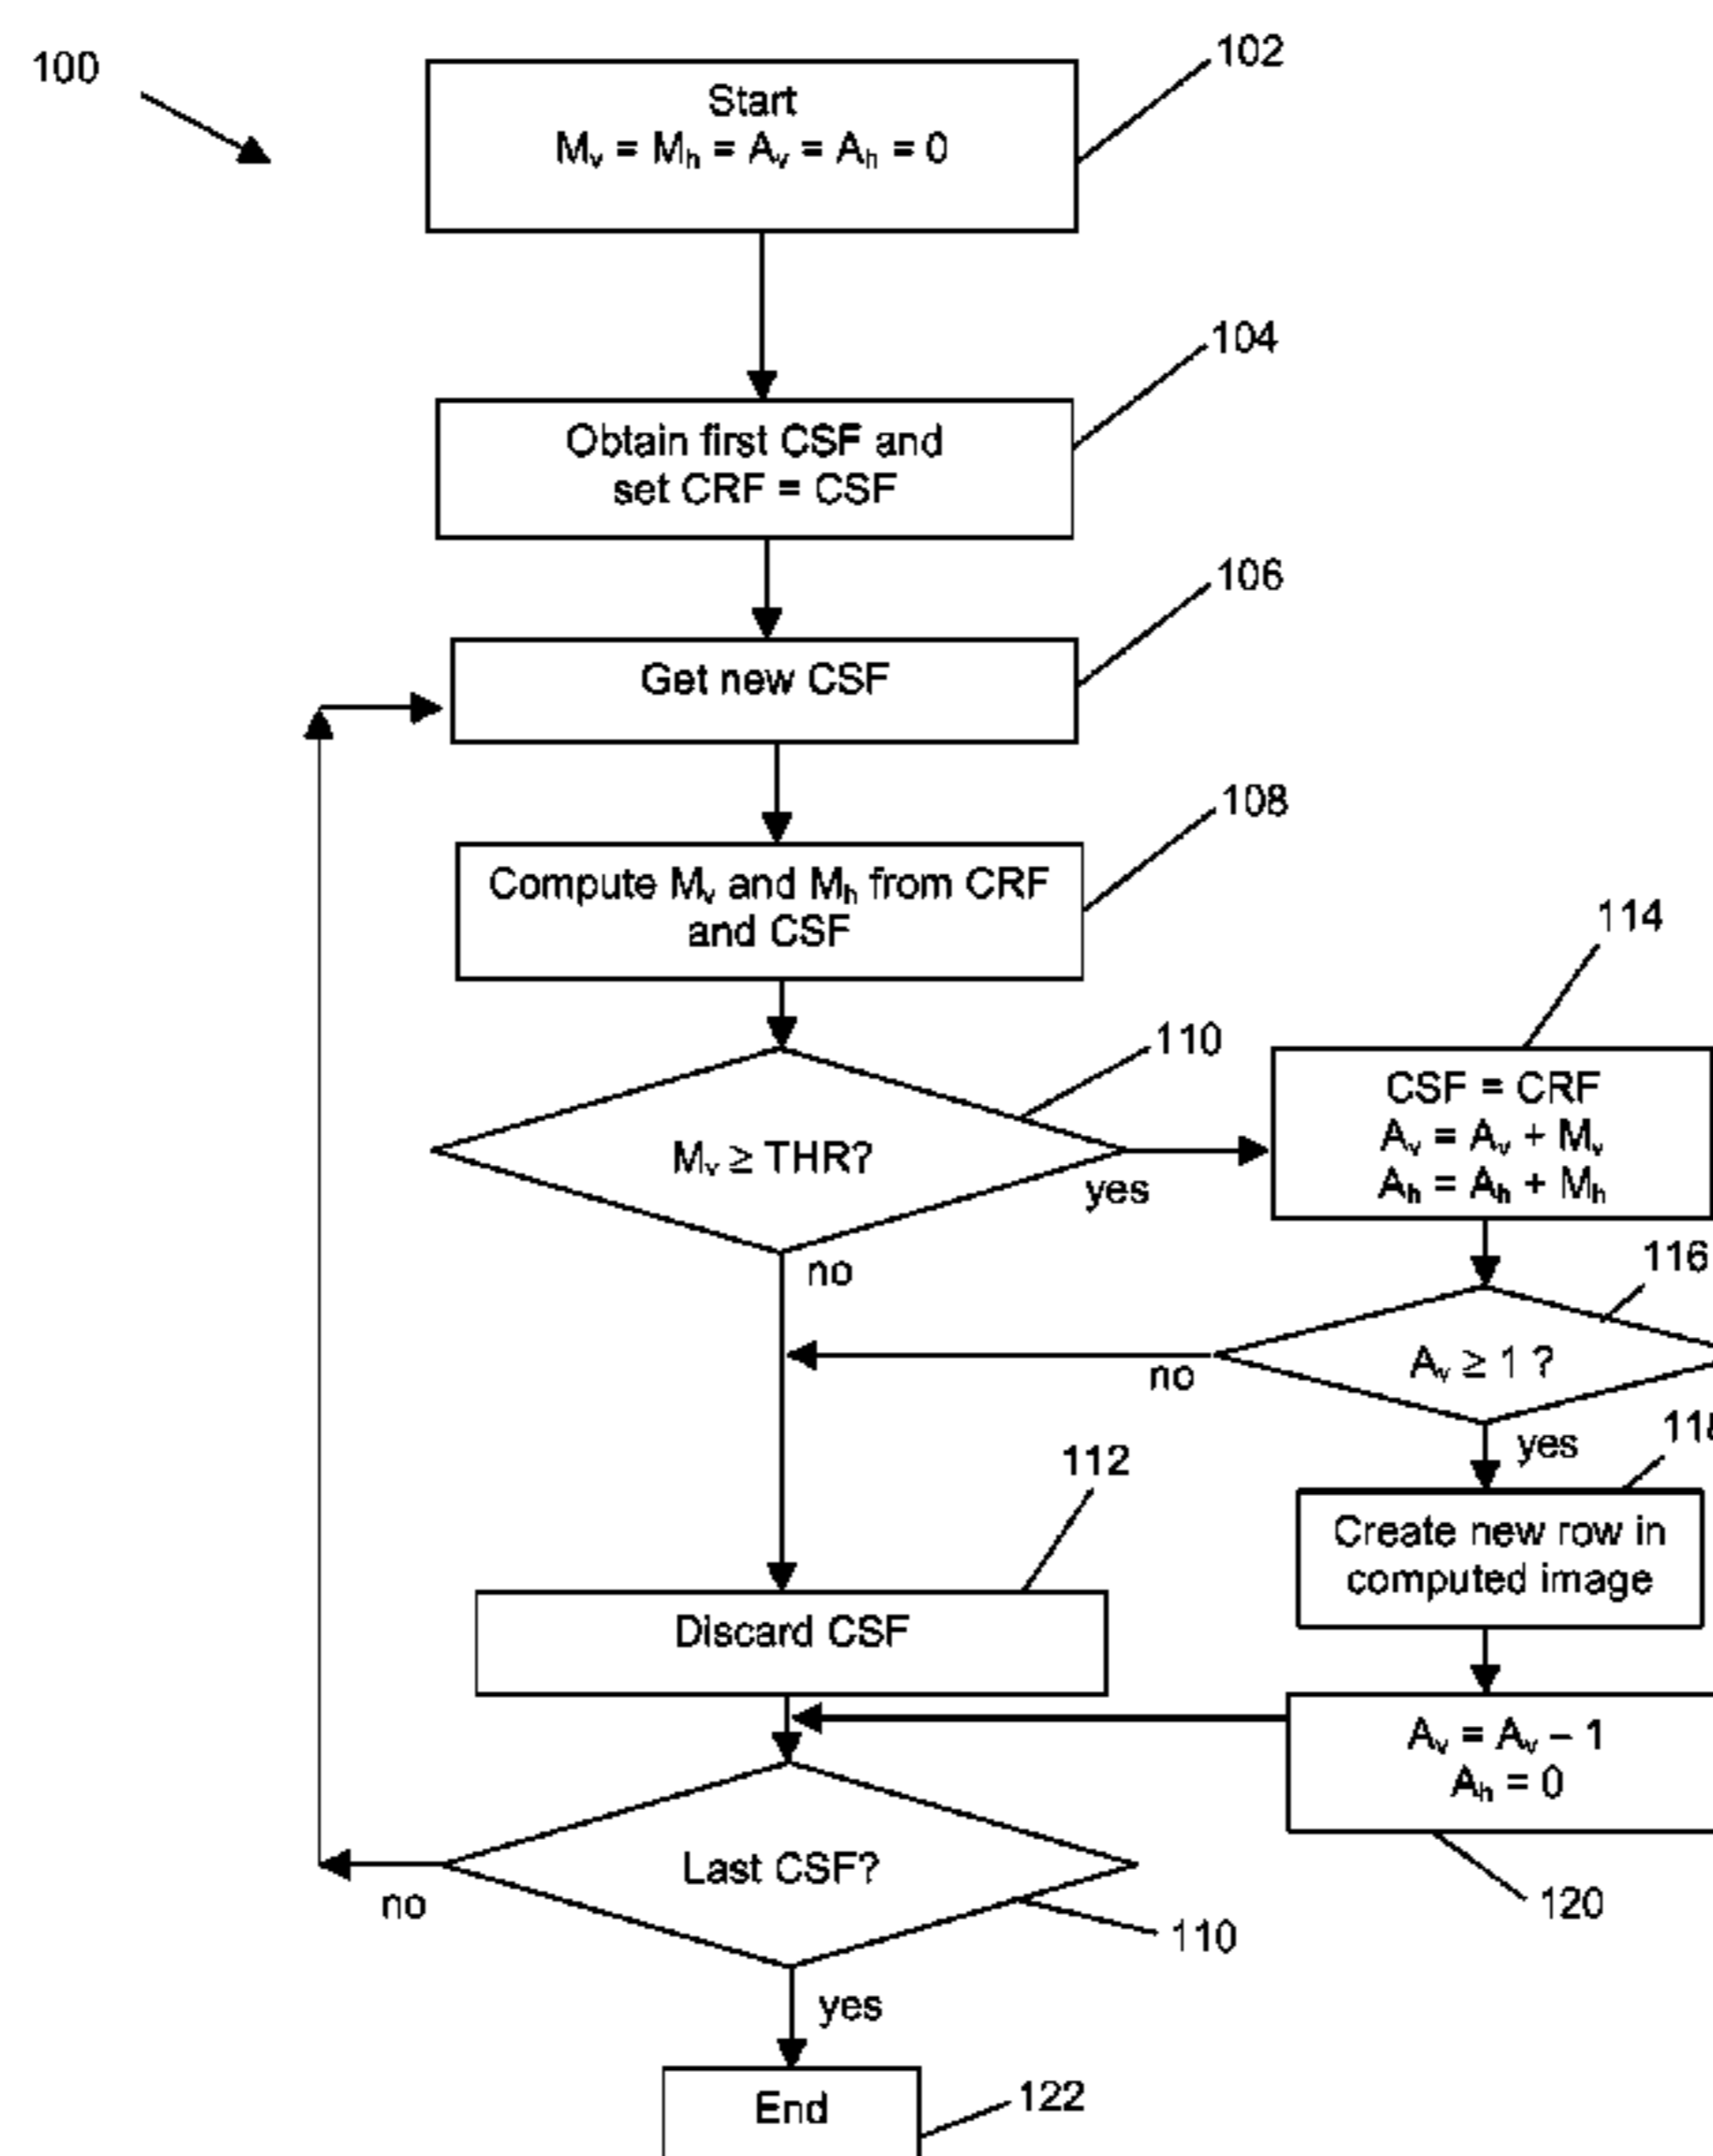 100
102
Start
Mv = Mh = Av = Ah = 0
104
Obtain first CSF and
set CRF = CSF
106
Get new CSF
108
Compute Mv and Mh from CRF
and CSF
110
Mv ≥ THR?
yes
no
114
CSF = CRF
Av = Av + Mv
Ah = Ah + Mh
116
Av ≥ 1 ?
no
yes
Create new row in
computed image
112
Discard CSF
Av = Av – 1
Ah = 0
120
Last CSF?
no
110
yes
End
122